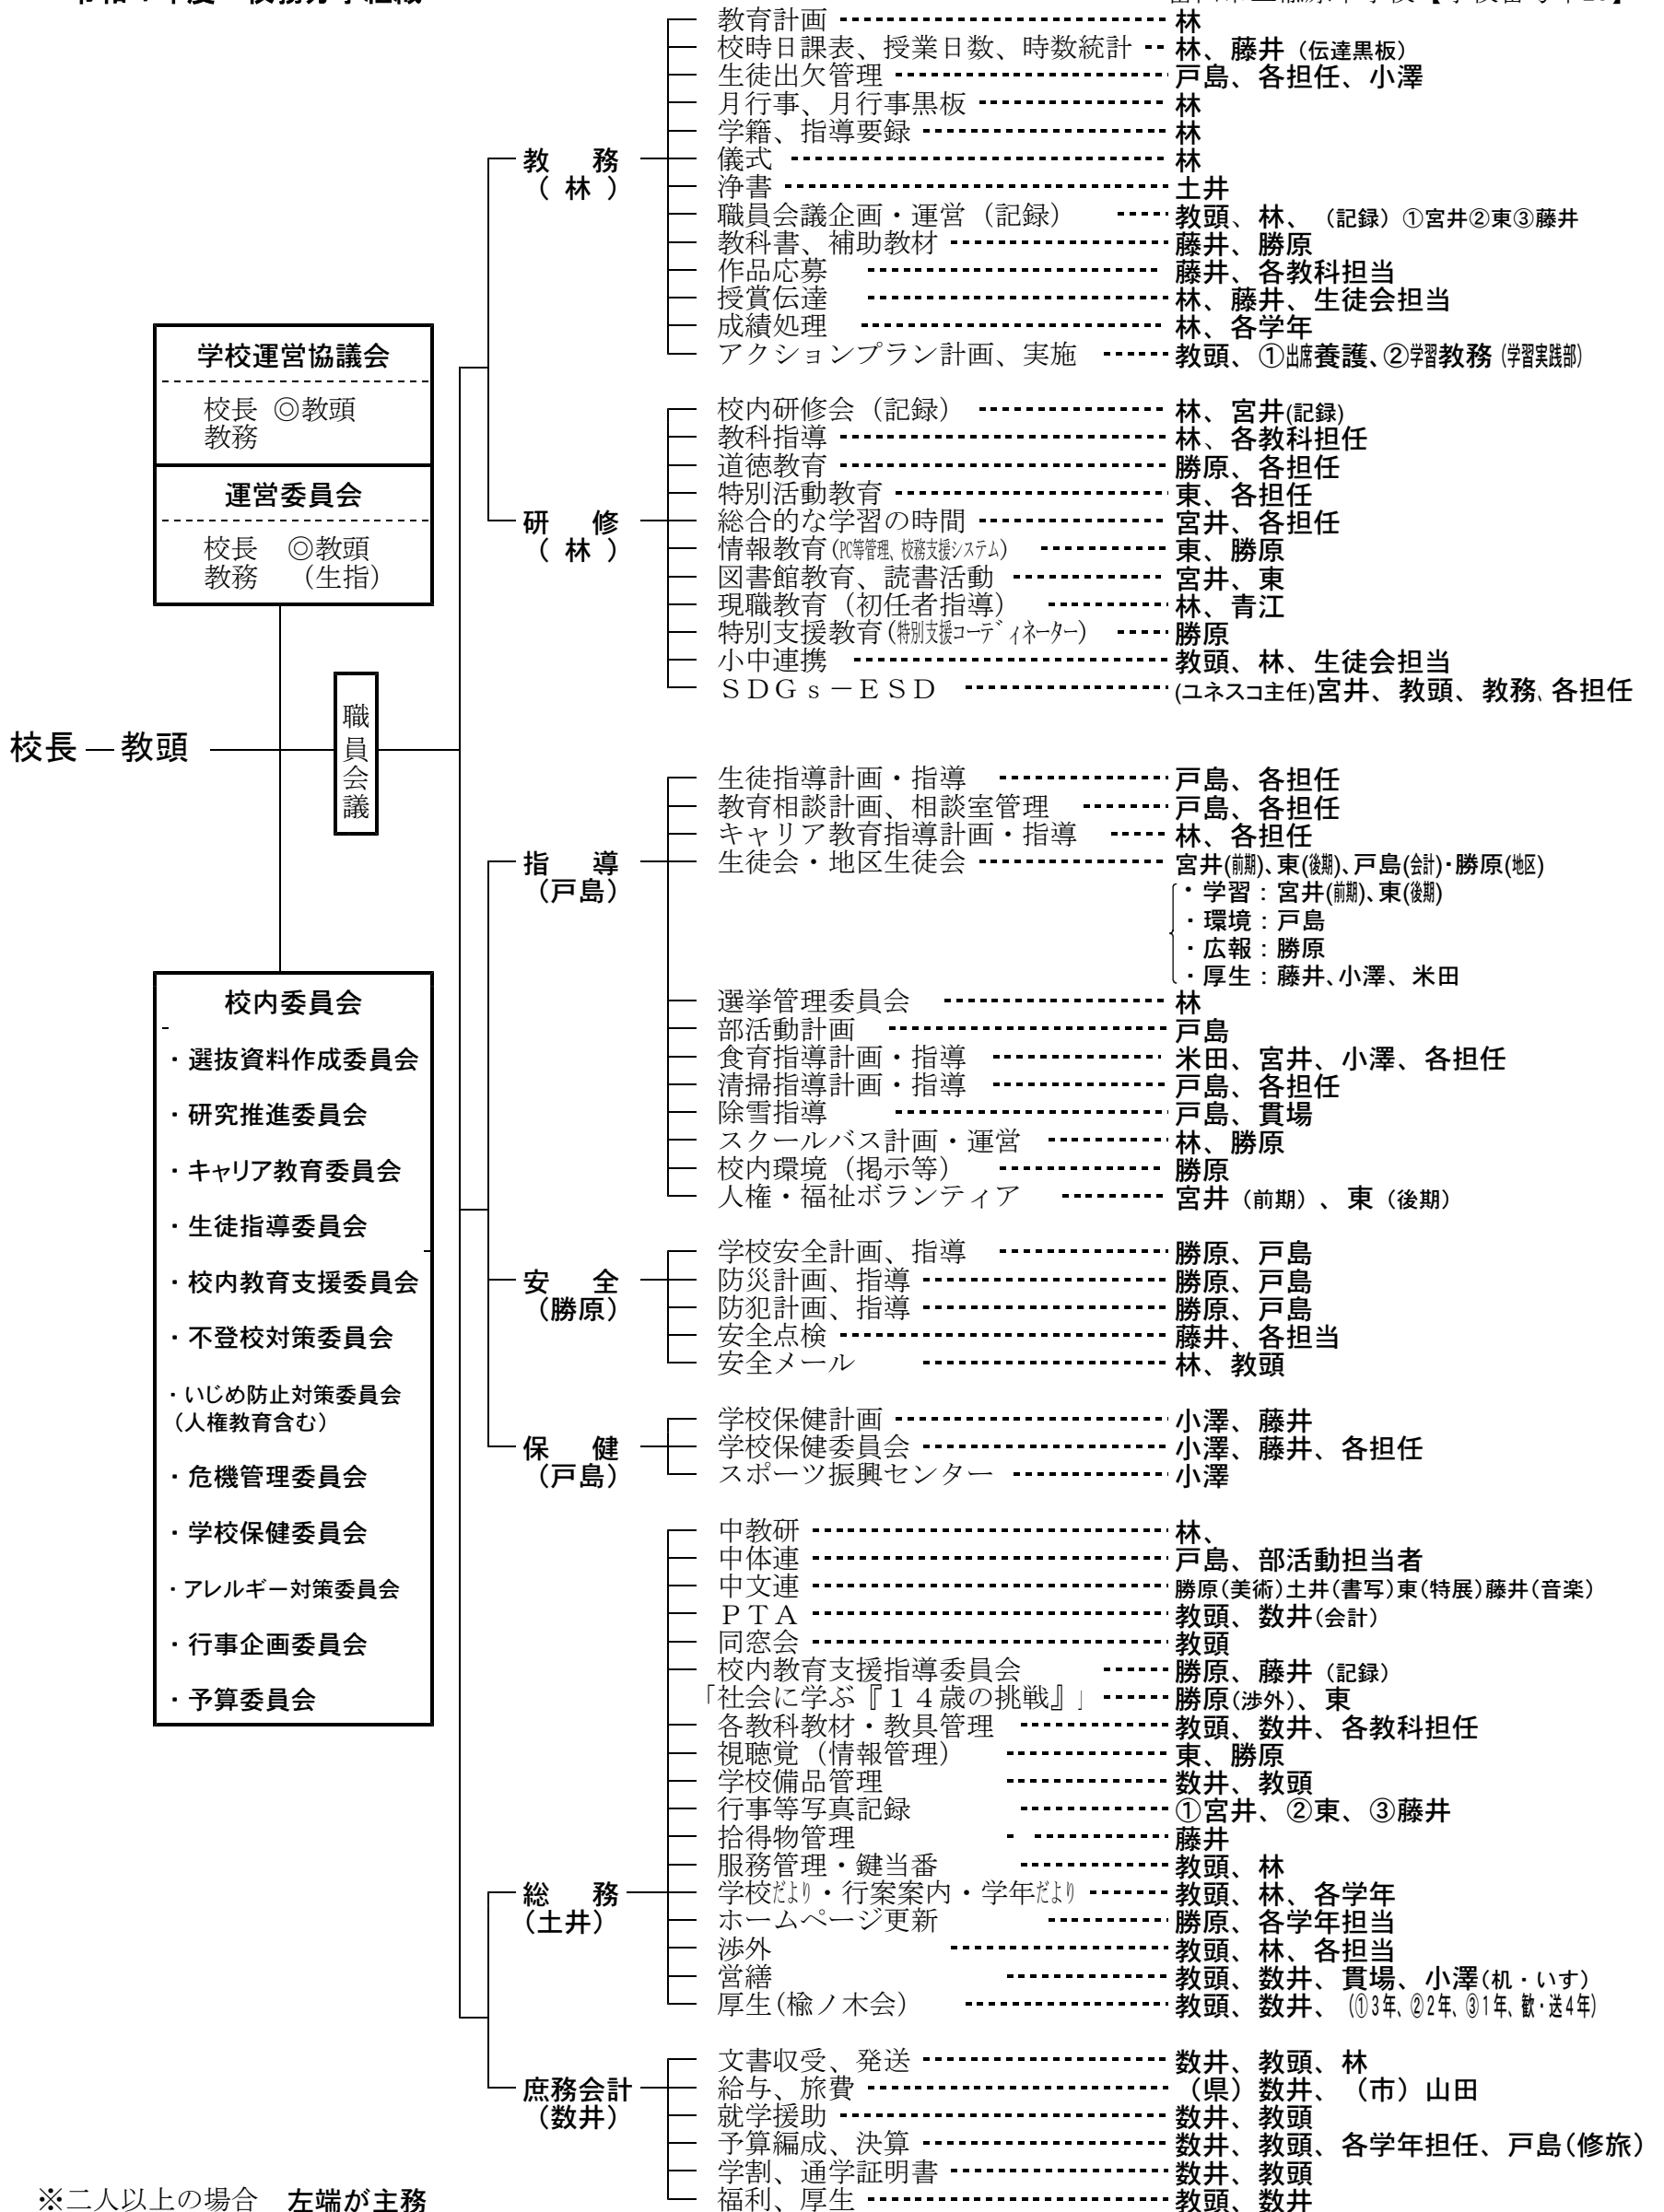 教育計画 林
校時日課表、授業日数、時数統計 林、藤井（伝達黒板）
生徒出欠管理 戸島、各担任、小澤
月行事、月行事黒板 林
学籍、指導要録 林
儀式 林
教　務
（ 林 ）
浄書 土井
職員会議企画・運営（記録） 教頭、林、（記録）①宮井②東③藤井
教科書、補助教材 藤井、勝原
作品応募 藤井、各教科担当
授賞伝達 林、藤井、生徒会担当
成績処理 林、各学年
アクションプラン計画、実施 教頭、①出席養護、②学習教務（学習実践部）
学校運営協議会
校長 ◎教頭
教務
運営委員会
校長 ◎教頭
教務 （生指）
校内研修会（記録） 林、宮井(記録)
教科指導 林、各教科担任
道徳教育 勝原、各担任
特別活動教育 東、各担任
研　修
（ 林 ）
総合的な学習の時間 宮井、各担任
情報教育(PC等管理、校務支援システム) 東、勝原
図書館教育、読書活動 宮井、東
現職教育（初任者指導） 林、青江
特別支援教育(特別支援コーディネーター) 勝原
小中連携 教頭、林、生徒会担当
ＳＤＧｓ－ＥＳＤ (ユネスコ主任)宮井、教頭、教務、各担任
校長 ― 教頭
職員会議
生徒指導計画・指導 戸島、各担任
教育相談計画、相談室管理 戸島、各担任
キャリア教育指導計画・指導 林、各担任
指　導
（戸島）
生徒会・地区生徒会 宮井(前期)、東(後期)、戸島(会計)・勝原(地区)
・学習：宮井(前期)、東(後期)
・環境：戸島
・広報：勝原
・厚生：藤井、小澤、米田
選挙管理委員会 林
部活動計画 戸島
食育指導計画・指導 米田、宮井、小澤、各担任
清掃指導計画・指導 戸島、各担任
除雪指導 戸島、貫場
スクールバス計画・運営 林、勝原
校内環境（掲示等） 勝原
人権・福祉ボランティア 宮井（前期）、東（後期）
校内委員会
・選抜資料作成委員会
・研究推進委員会
・キャリア教育委員会
・生徒指導委員会
・校内教育支援委員会
・不登校対策委員会
・いじめ防止対策委員会
（人権教育含む）
・危機管理委員会
・学校保健委員会
・アレルギー対策委員会
・行事企画委員会
・予算委員会
学校安全計画、指導 勝原、戸島
安　全
（勝原）
防災計画、指導 勝原、戸島
防犯計画、指導 勝原、戸島
安全点検 藤井、各担当
安全メール 林、教頭
学校保健計画 小澤、藤井
保　健
（戸島）
学校保健委員会 小澤、藤井、各担任
スポーツ振興センター 小澤
中教研 林、
中体連 戸島、部活動担当者
中文連 勝原(美術)土井(書写)東(特展)藤井(音楽)
ＰＴＡ 教頭、数井(会計)
同窓会 教頭
校内教育支援指導委員会 勝原、藤井（記録）
「社会に学ぶ『１４歳の挑戦』」 勝原(渉外)、東
各教科教材・教具管理 教頭、数井、各教科担任
視聴覚（情報管理） 東、勝原
学校備品管理 数井、教頭
行事等写真記録 ①宮井、②東、③藤井
拾得物管理 藤井
服務管理・鍵当番 教頭、林
総　務
（土井）
学校だより・行案案内・学年だより 教頭、林、各学年
ホームページ更新 勝原、各学年担当
渉外 教頭、林、各担当
営繕 教頭、数井、貫場、小澤(机・いす)
厚生(楡ノ木会) 教頭、数井、(①3年、②2年、③1年、歓・送4年)
文書収受、発送 数井、教頭、林
庶務会計
（数井）
給与、旅費 （県）数井、（市）山田
就学援助 数井、教頭
予算編成、決算 数井、教頭、各学年担任、戸島(修旅)
学割、通学証明書 数井、教頭
福利、厚生 教頭、数井
※二人以上の場合　左端が主務